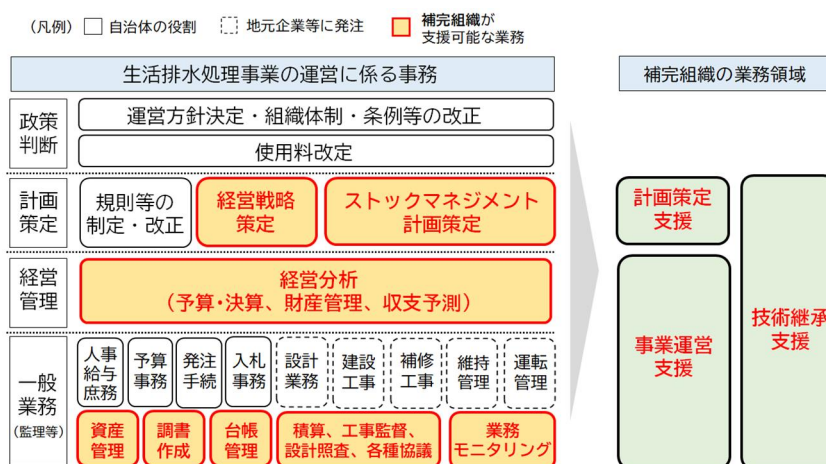 （凡例） 自治体の役割 地元企業等に発注 補完組織が
支援可能な業務
生活排水処理事業の運営に係る事務
補完組織の業務領域
政策
判断
運営方針決定・組織体制・条例等の改正
使用料改定
計画
策定
規則等の
制定・改正
経営戦略
策定
ストックマネジメント
計画策定
経営
管理
経営分析
（予算・決算、財産管理、収支予測）
一般
業務
(監理等)
人事
給与
庶務
予算
事務
発注
手続
入札
事務
設計
業務
建設
工事
補修
工事
維持
管理
運転
管理
資産
管理
調書
作成
台帳
管理
積算、工事監督、
設計照査、各種協議
業務
モニタリング
計画策定
支援
事業運営
支援
技術継承
支援